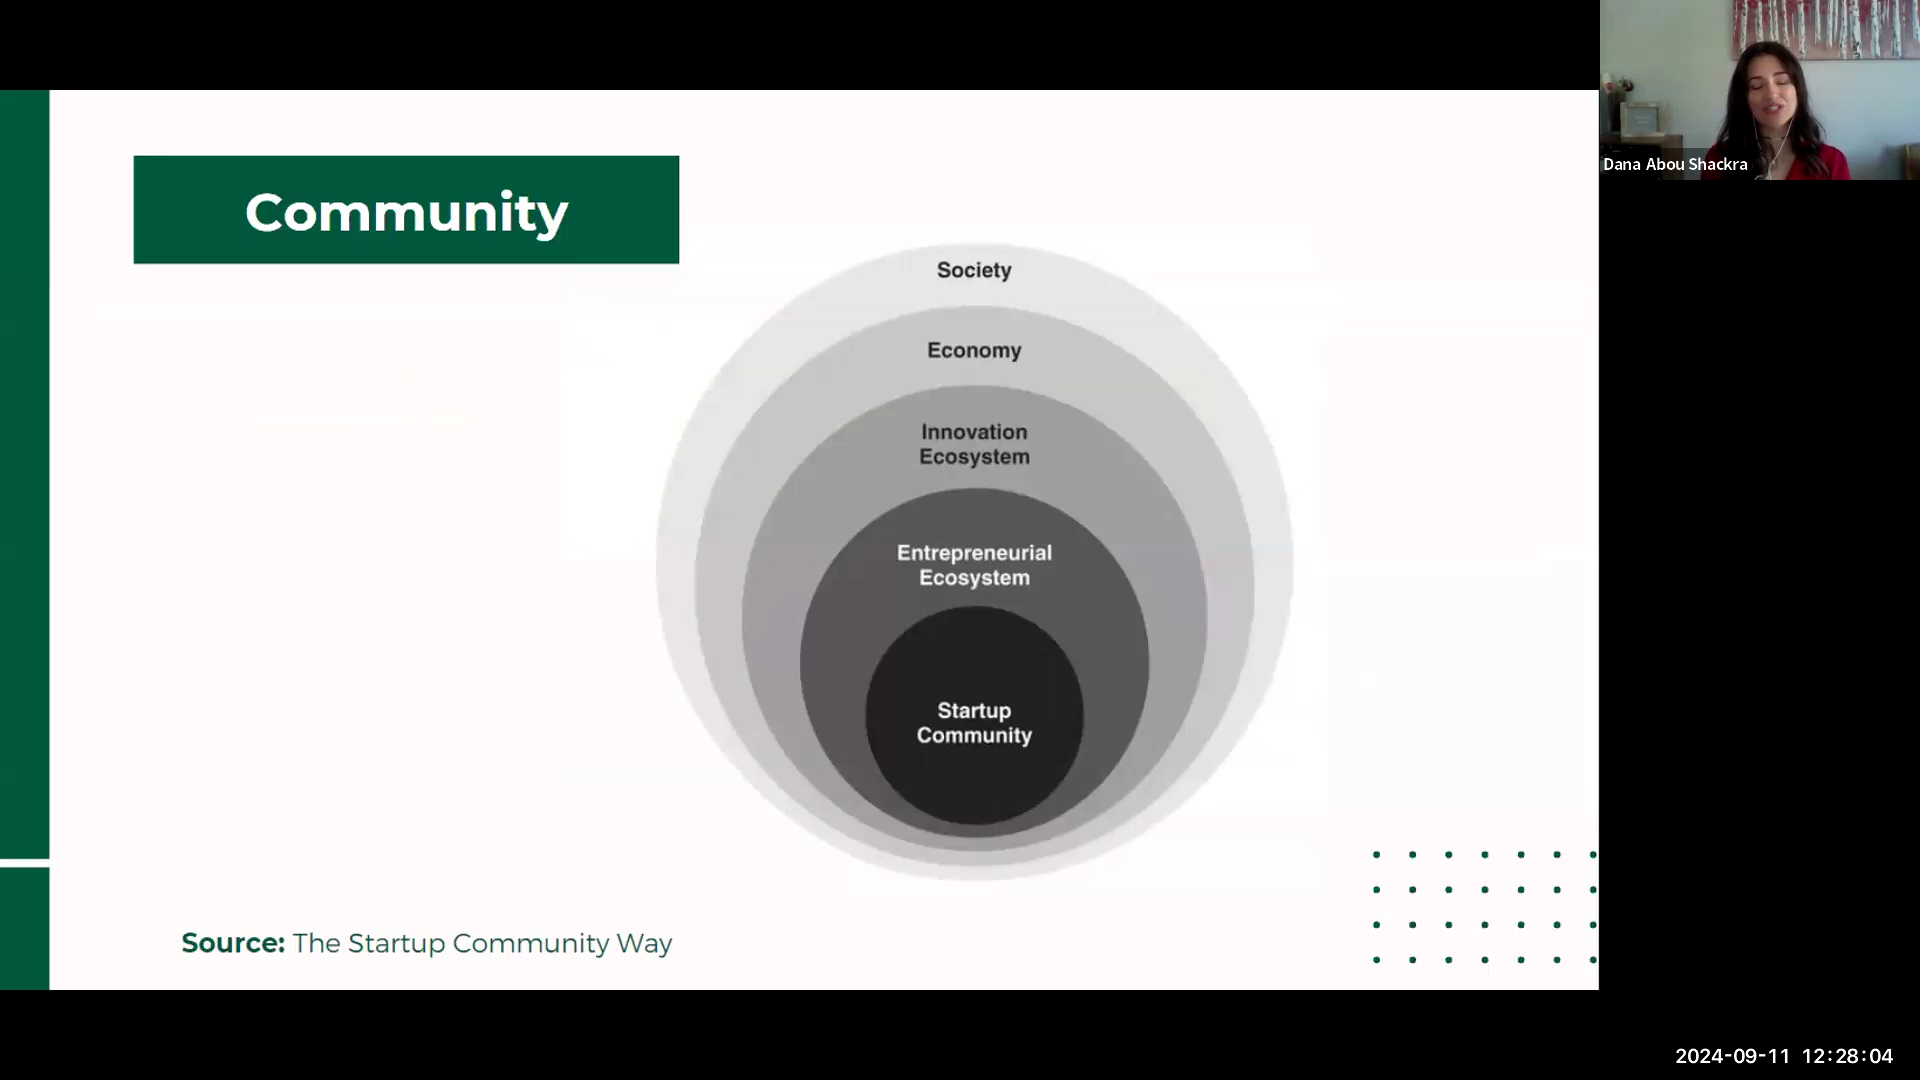 Community
Society
Economy
Innovation
Ecosystem
Entrepreneurial
Ecosystem
Startup
Community
Source: The Startup Community Way
Dana Abou Shackra
2024-09-11 12:28:04